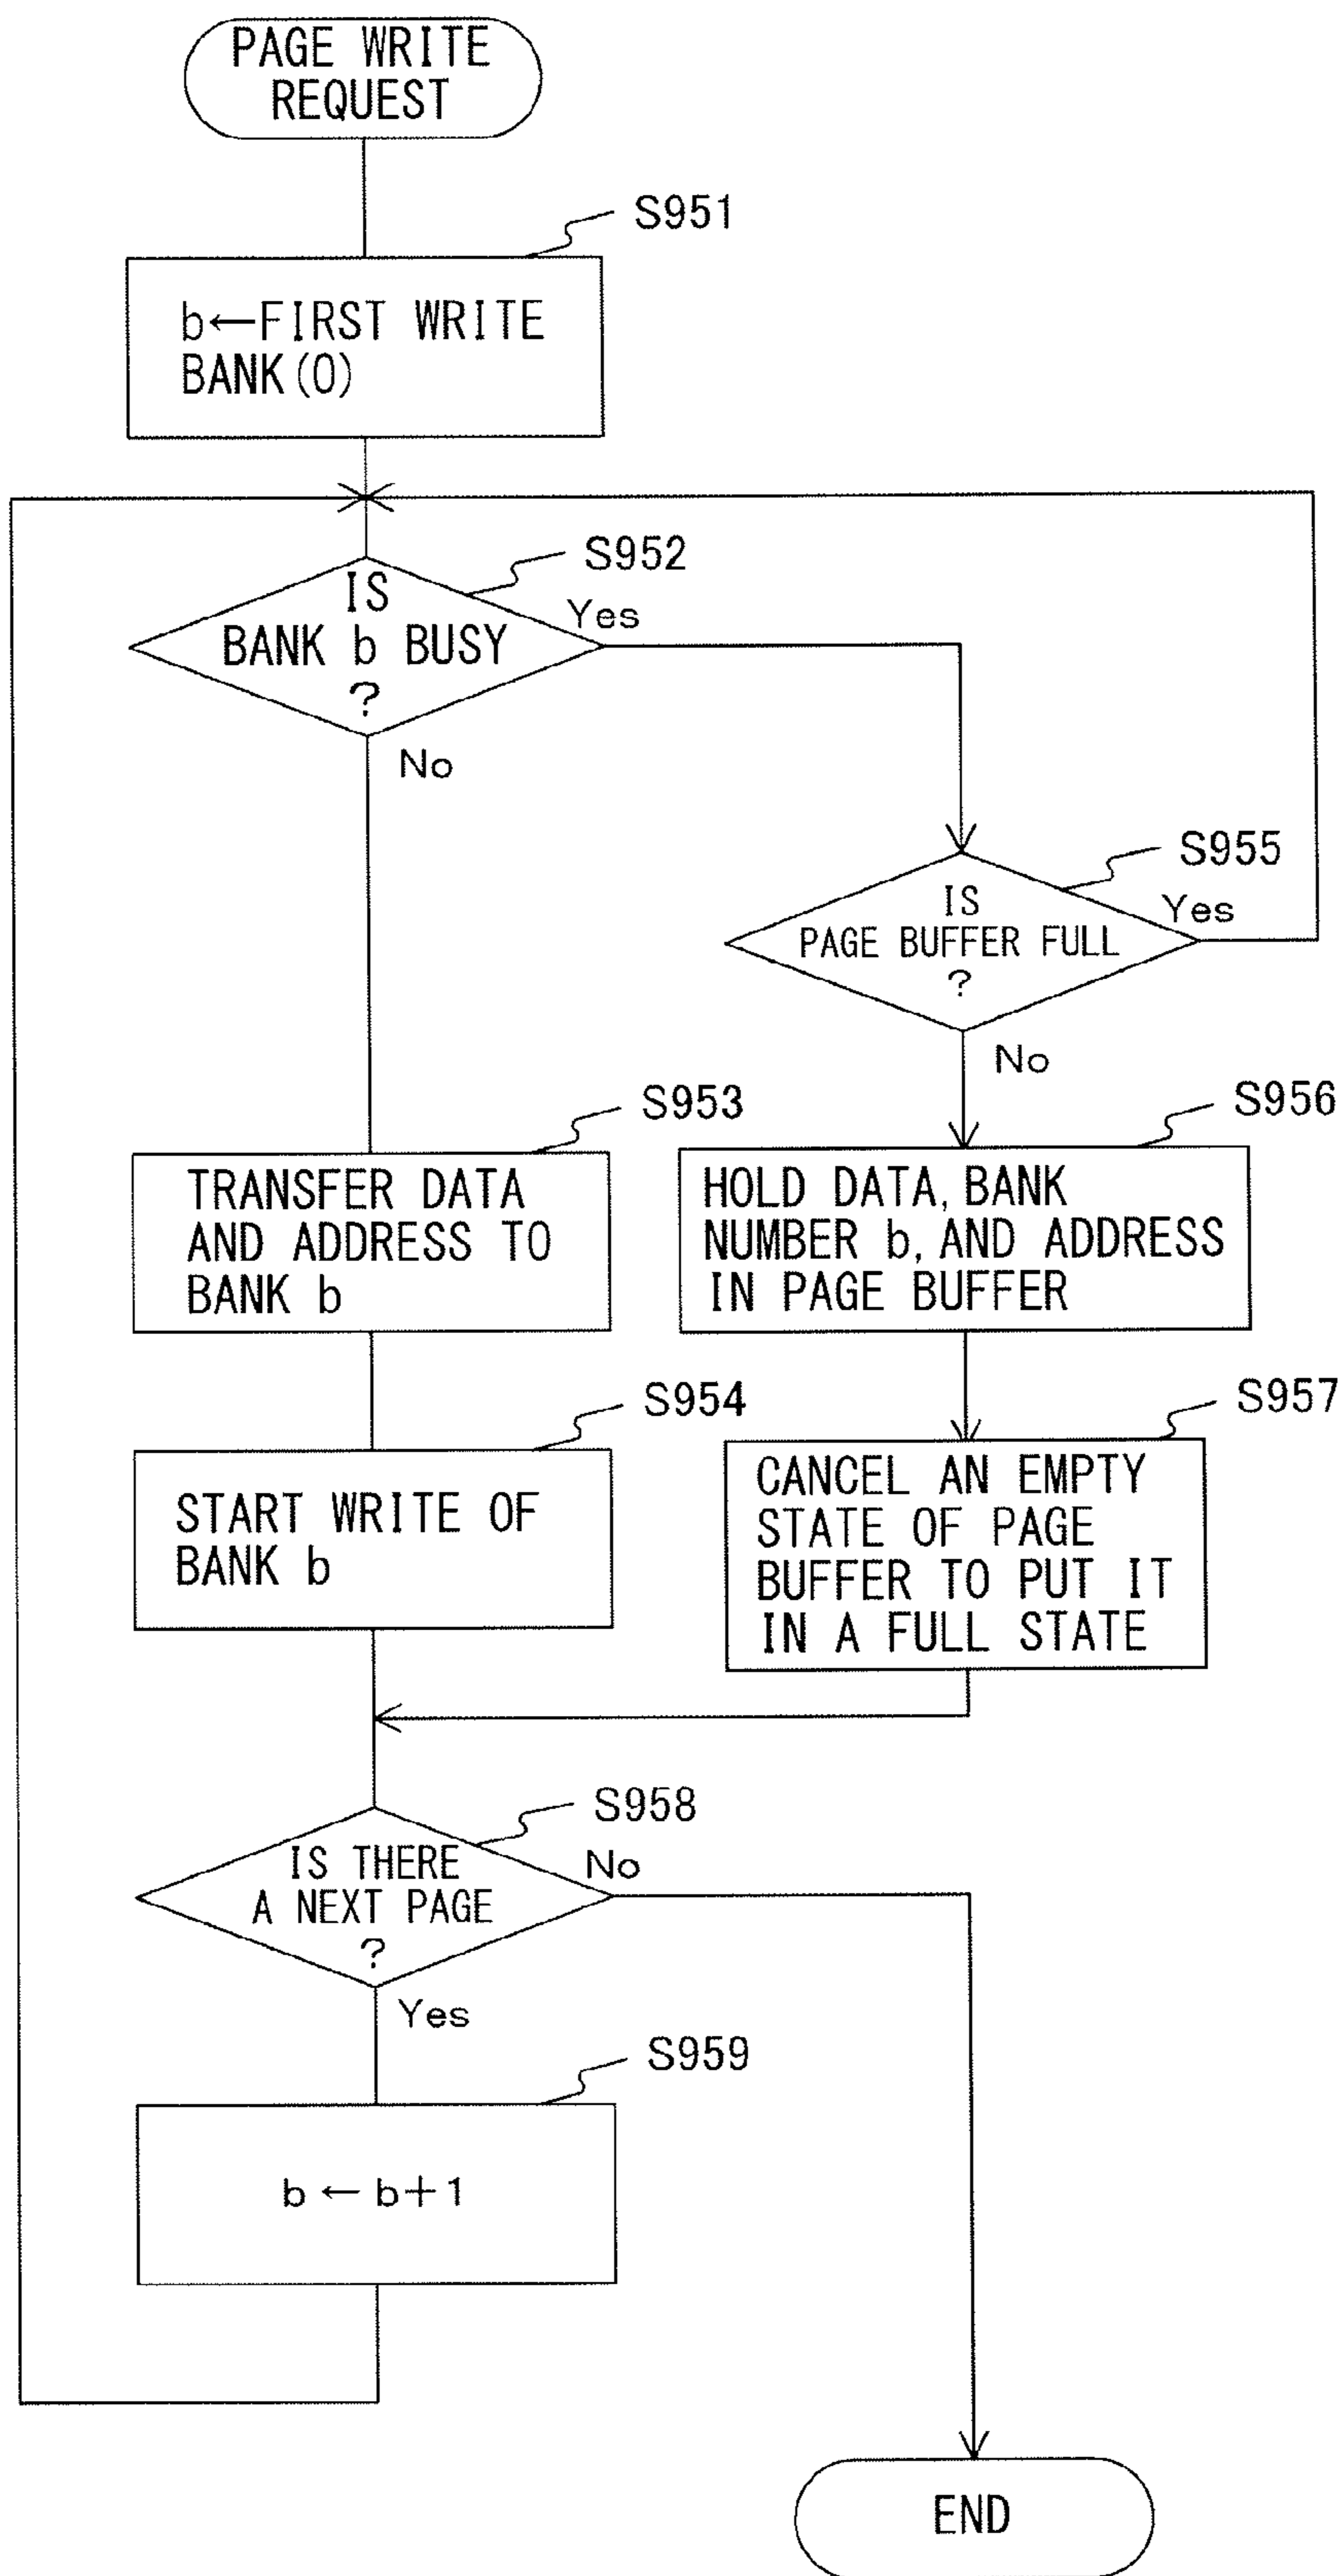 PAGE WRITE
REQUEST
S951
b←FIRST WRITE
BANK(0)
S952
IS
BANK b BUSY
?
Yes
No
S955
IS
PAGE BUFFER FULL
?
Yes
No
S953
TRANSFER DATA
AND ADDRESS TO
BANK b
S956
HOLD DATA, BANK
NUMBER b, AND ADDRESS
IN PAGE BUFFER
S954
START WRITE OF
BANK b
S957
CANCEL AN EMPTY
STATE OF PAGE
BUFFER TO PUT IT
IN A FULL STATE
S958
IS THERE
A NEXT PAGE
?
No
Yes
S959
b ← b+1
END